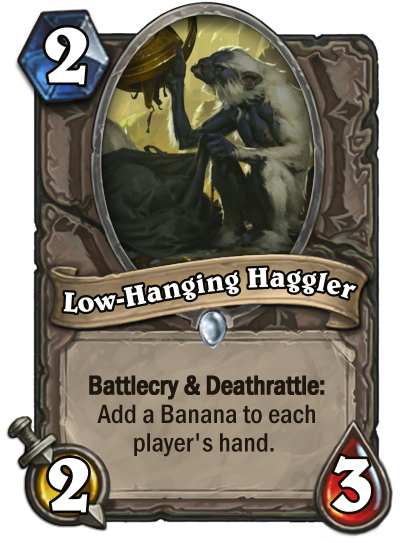 2
Low-Hanging Haggler
Battlecry & Deathrattle:
Add a Banana to each
player's hand.
2
3